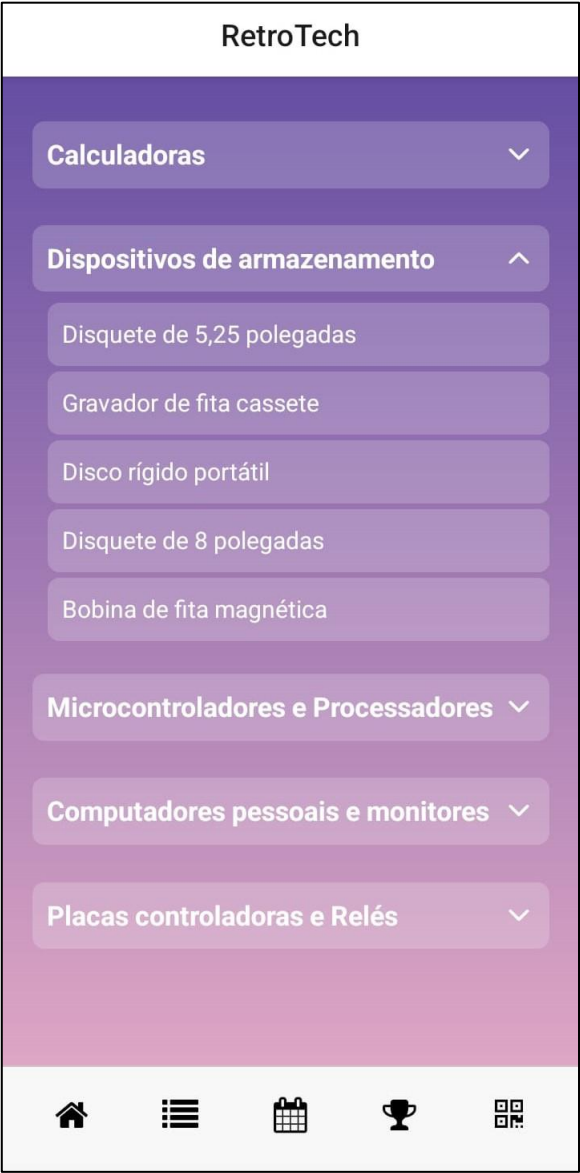 RetroTech
Calculadoras
Dispositivos de armazenamento
Disquete de 5,25 polegadas
Gravador de fita cassete
Disco rígido portátil
Disquete de 8 polegadas
Bobina de fita magnética
Microcontroladores e Processadores
Computadores pessoais e monitores
Placas controladoras e Relés